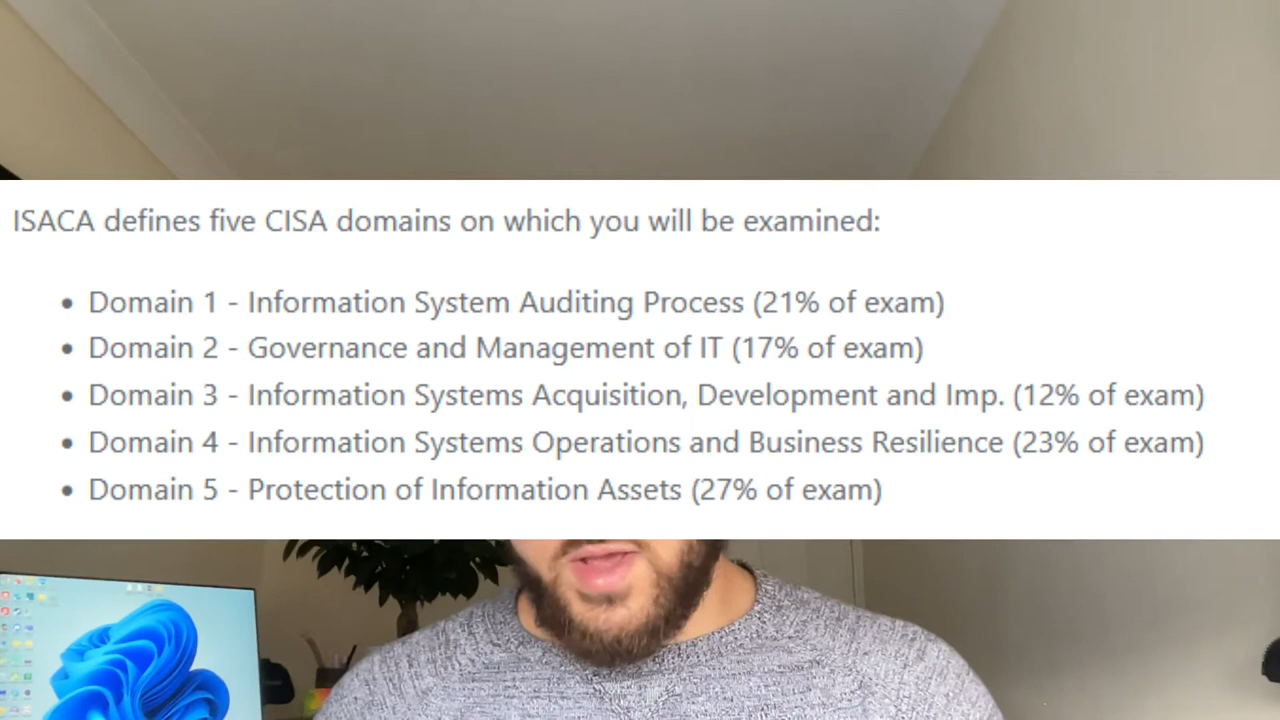 ISACA defines five CISA domains on which you will be examined:
• Domain 1 - Information System Auditing Process (21% of exam)
• Domain 2 - Governance and Management of IT (17% of exam)
• Domain 3 - Information Systems Acquisition, Development and Imp. (12% of exam)
• Domain 4 - Information Systems Operations and Business Resilience (23% of exam)
• Domain 5 - Protection of Information Assets (27% of exam)